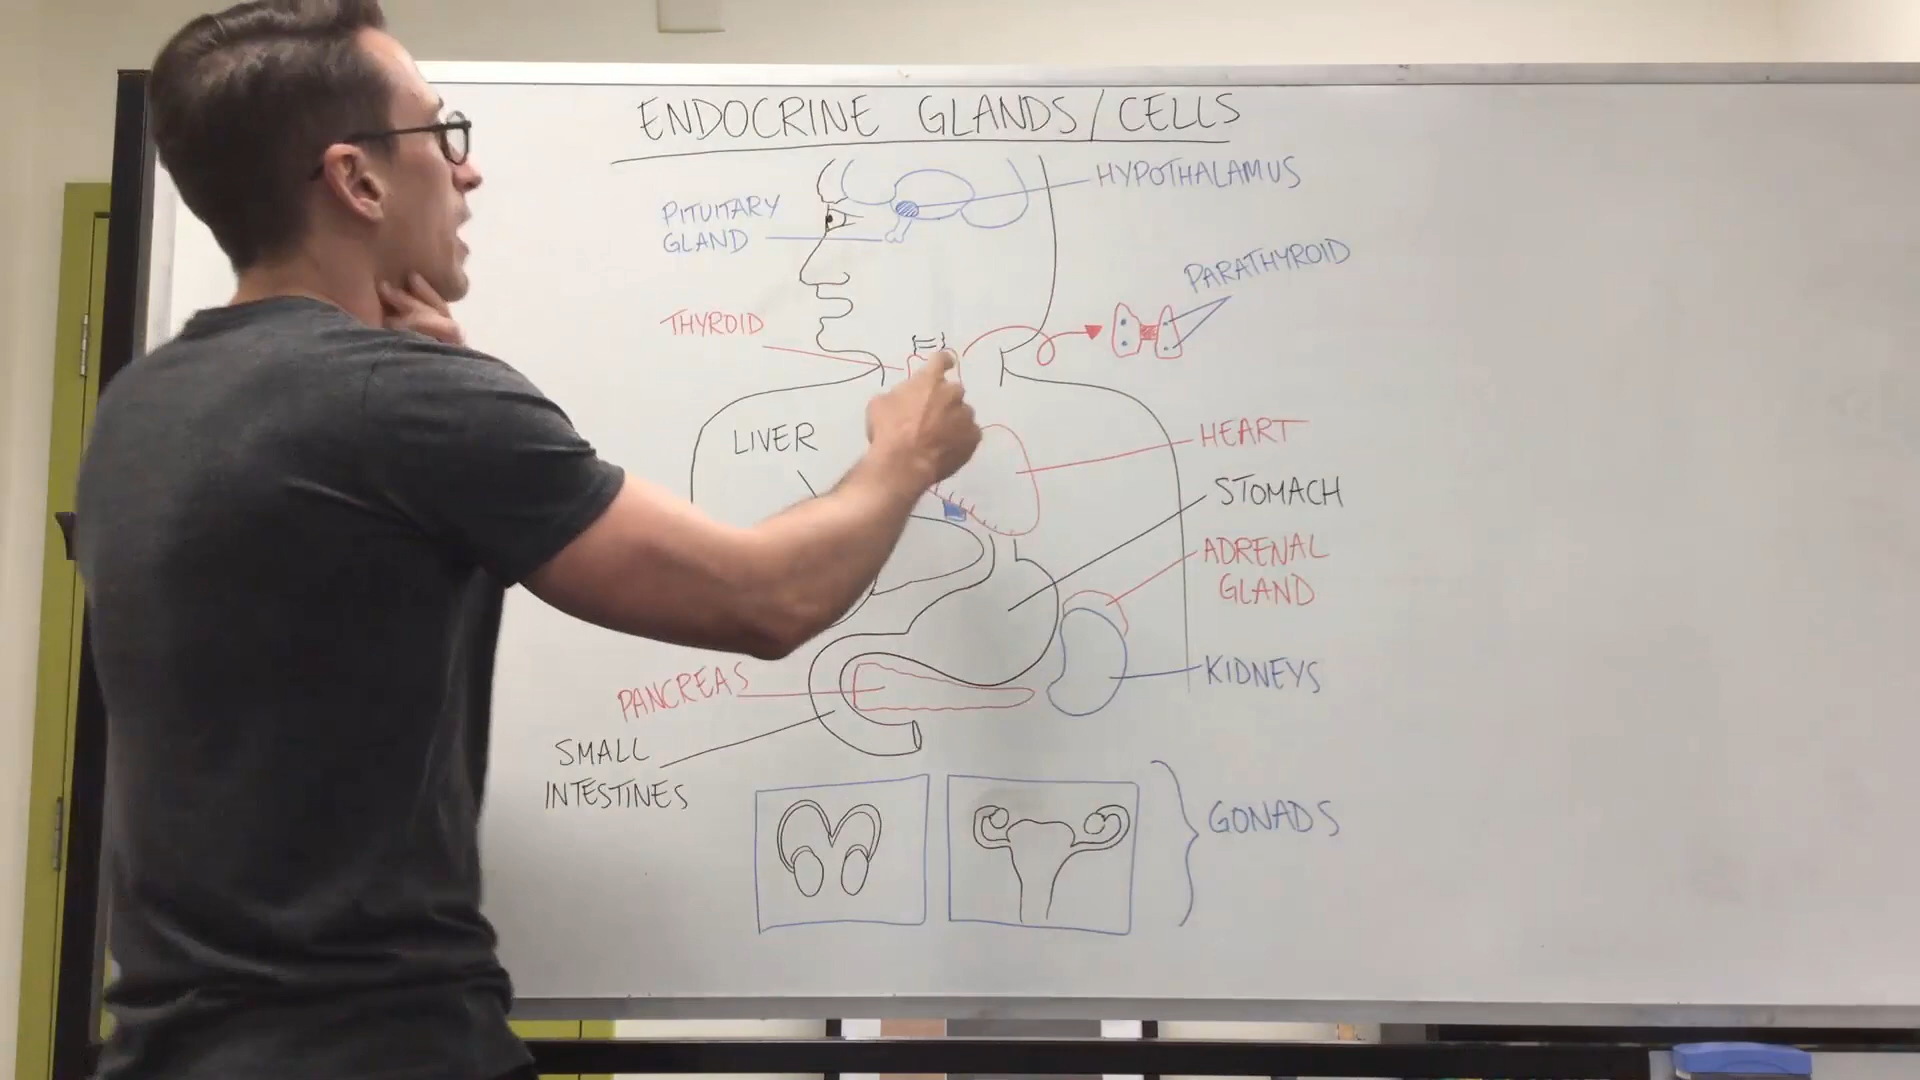 ENDOCRINE GLANDS/CELLS
HYPOTHALAMUS
PITUITARY
GLAND
PARATHYROID
THYROID
LIVER
HEART
STOMACH
ADRENAL
GLAND
PANCREAS
KIDNEYS
SMALL
INTESTINES
GONADS